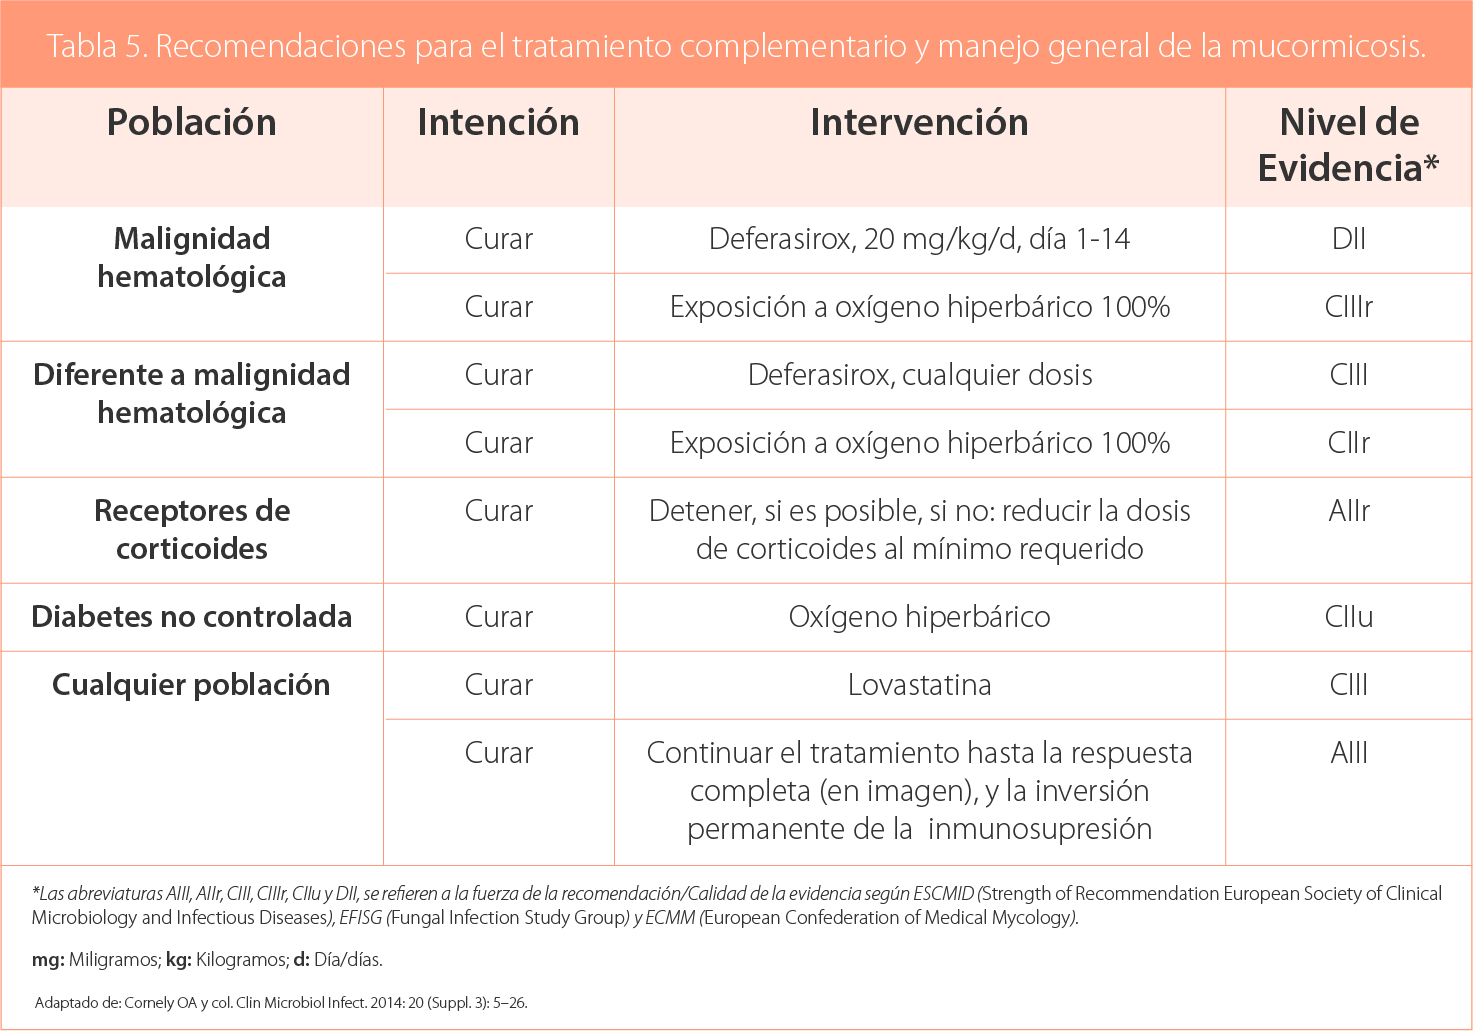 Tabla 5. Recomendaciones para el tratamiento complementario y manejo general de la mucormicosis.
Población Intención Intervención Nivel de
Evidencia*
Malignidad Curar Deferasirox, 20 mg/kg/d, día 1-14 DII
hematológica
Curar Exposición a oxígeno hiperbárico 100% CIIIr
Diferente a malignidad Curar Deferasirox, cualquier dosis CIII
hematológica
Curar Exposición a oxígeno hiperbárico 100% CIIr
Receptores de Curar Detener, si es posible, si no: reducir la dosis AIIr
corticoides de corticoides al mínimo requerido
Diabetes no controlada Curar Oxígeno hiperbárico CIIu
Cualquier población Curar Lovastatina CIII
Curar Continuar el tratamiento hasta la respuesta AIII
completa (en imagen), y la inversión
permanente de la inmunosupresión
*Las abreviaturas AIII, AIIr, CIII, CIIIr, CIIu y DII, se refieren a la fuerza de la recomendación/Calidad de la evidencia según ESCMID (Strength of Recommendation European Society of Clinical
Microbiology and Infectious Diseases), EFISG (Fungal Infection Study Group) y ECMM (European Confederation of Medical Mycology).
mg: Miligramos; kg: Kilogramos; d: Día/días.
Adaptado de: Cornely OA y col. Clin Microbiol Infect. 2014: 20 (Suppl. 3): 5–26.